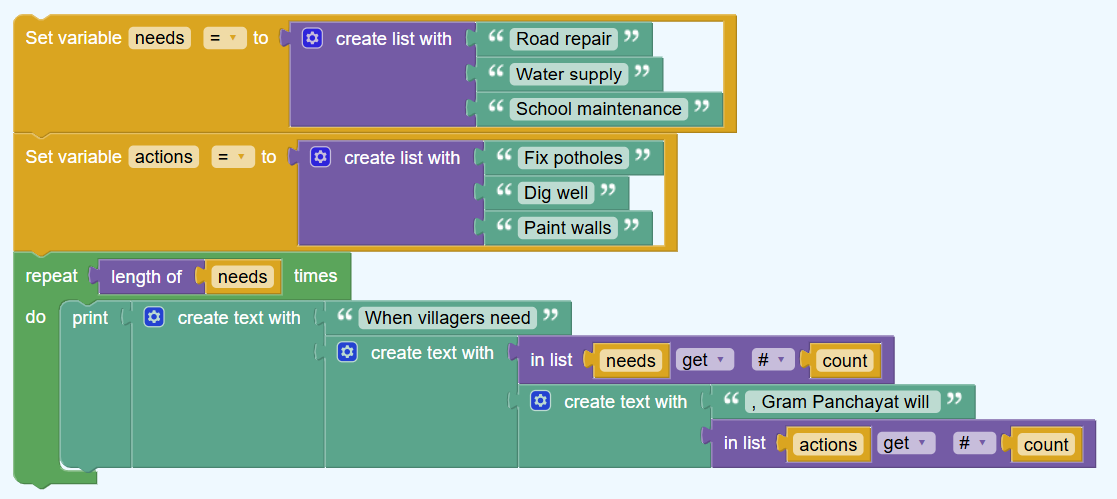 Set variable needs = to create list with “ Road repair ”
“ Water supply ”
“ School maintenance ”
Set variable actions = to create list with “ Fix potholes ”
“ Dig well ”
“ Paint walls ”
repeat length of needs times
do print create text with “ When villagers need ”
create text with in list needs get # count
create text with “ , Gram Panchayat will ”
in list actions get # count